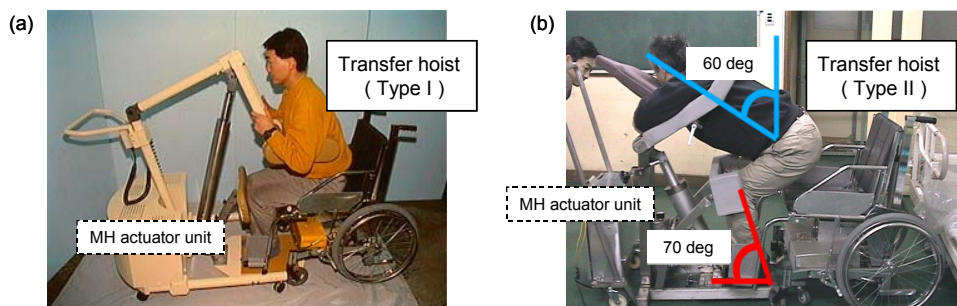 (a)
Transfer hoist
( Type I )
MH actuator unit
(b)
60 deg
Transfer hoist
( Type II )
MH actuator unit
70 deg